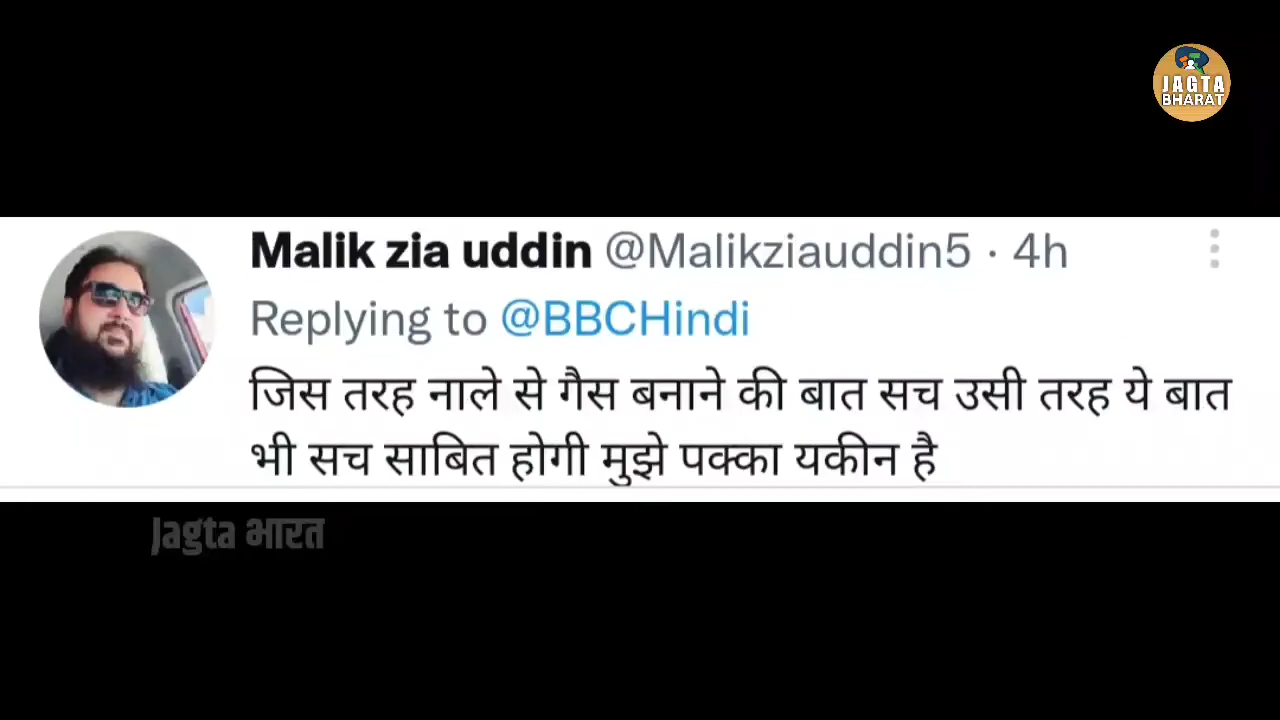 JAGTA
BHARAT
Malik zia uddin @Malikziauddin5 · 4h
Replying to @BBCHindi
जिस तरह नाले से गैस बनाने की बात सच उसी तरह ये बात
भी सच साबित होगी मुझे पक्का यकीन है
Jagta भारत